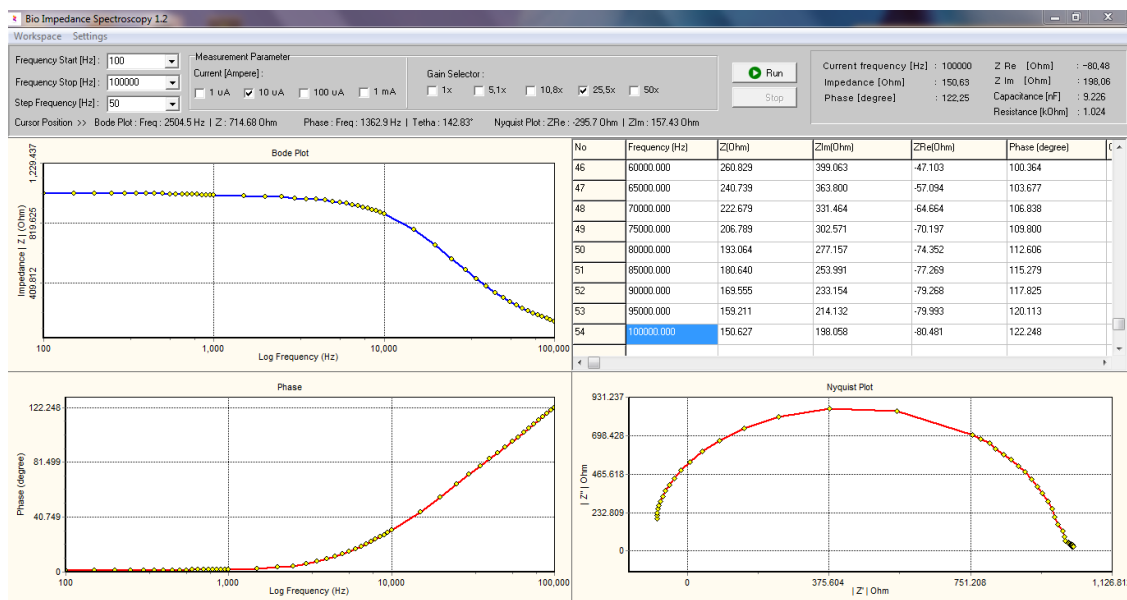 Bio Impedance Spectroscopy 1.2
Workspace Settings
Frequency Start [Hz] : 100
Frequency Stop [Hz] : 100000
Step Frequency [Hz] : 50
Measurement Parameter
Current [Ampere] :
1 uA 10 uA 100 uA 1 mA
Gain Selector :
1x 5,1x 10,8x 25,5x 50x
Run
Stop
Current frequency [Hz] : 100000
Impedance [Ohm] : 150,63
Phase [degree] : 122,25
Z Re [Ohm] : -80,48
Z Im [Ohm] : 198,06
Capacitance [nF] : 9.226
Resistance [kOhm] : 1.024
Cursor Position >> Bode Plot : Freq : 2504.5 Hz | Z : 714.68 Ohm Phase : Freq : 1362.9 Hz | Tetha : 142.83° Nyquist Plot : ZRe : -295.7 Ohm | ZIm : 157.43 Ohm
Bode Plot
Impedance | Z | (Ohm)
1,229.437
819.625
409.812
100 1,000 10,000 100,000
Log Frequency (Hz)
No Frequency (Hz) Z(Ohm) ZIm(Ohm) ZRe(Ohm) Phase (degree)
46 60000.000 260.829 399.063 -47.103 100.364
47 65000.000 240.739 363.800 -57.094 103.677
48 70000.000 222.679 331.464 -64.664 106.838
49 75000.000 206.789 302.571 -70.197 109.800
50 80000.000 193.064 277.157 -74.352 112.606
51 85000.000 180.640 253.991 -77.269 115.279
52 90000.000 169.555 233.154 -79.268 117.825
53 95000.000 159.211 214.132 -79.993 120.113
54 100000.000 150.627 198.058 -80.481 122.248
Phase
Phase (degree)
122.248
81.499
40.749
0
100 1,000 10,000 100,000
Log Frequency (Hz)
Nyquist Plot
| Z" | Ohm
931.237
698.428
465.618
232.809
0
0 375.604 751.208
| Z' | Ohm